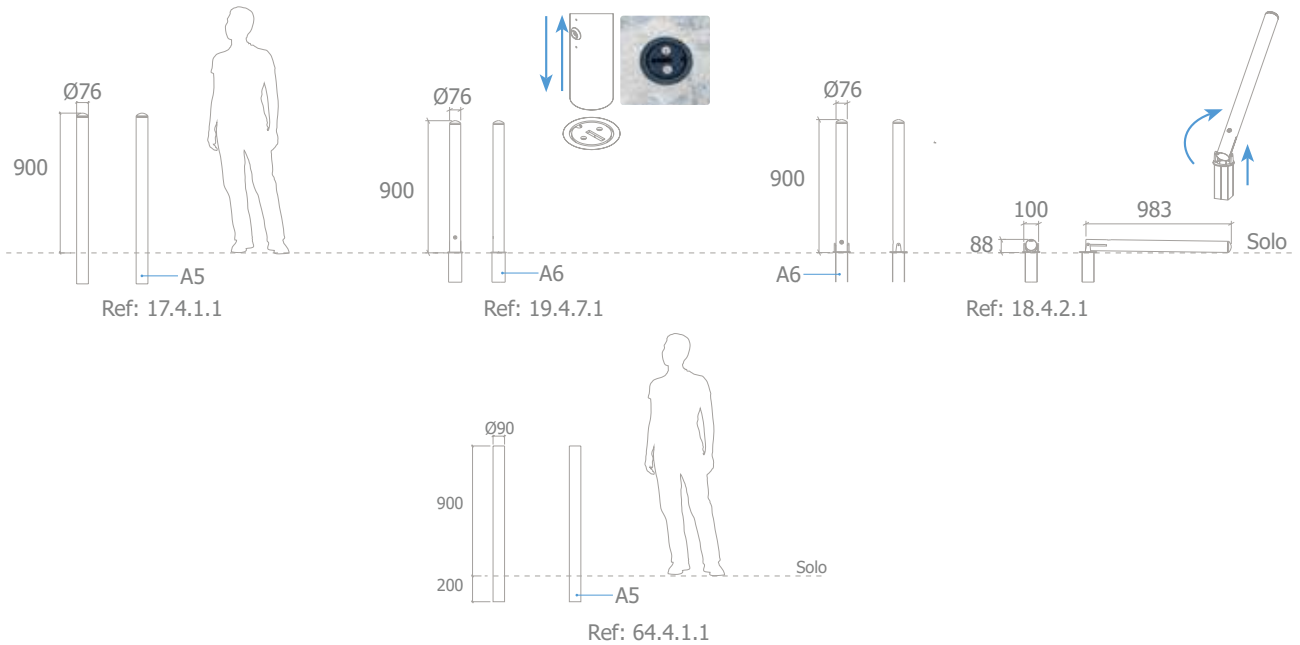 Ø76
900
A5
Ref: 17.4.1.1
Ø76
900
A6
Ref: 19.4.7.1
Ø76
900
A6
100
88
983
Solo
Ref: 18.4.2.1
Ø90
900
200
Solo
A5
Ref: 64.4.1.1